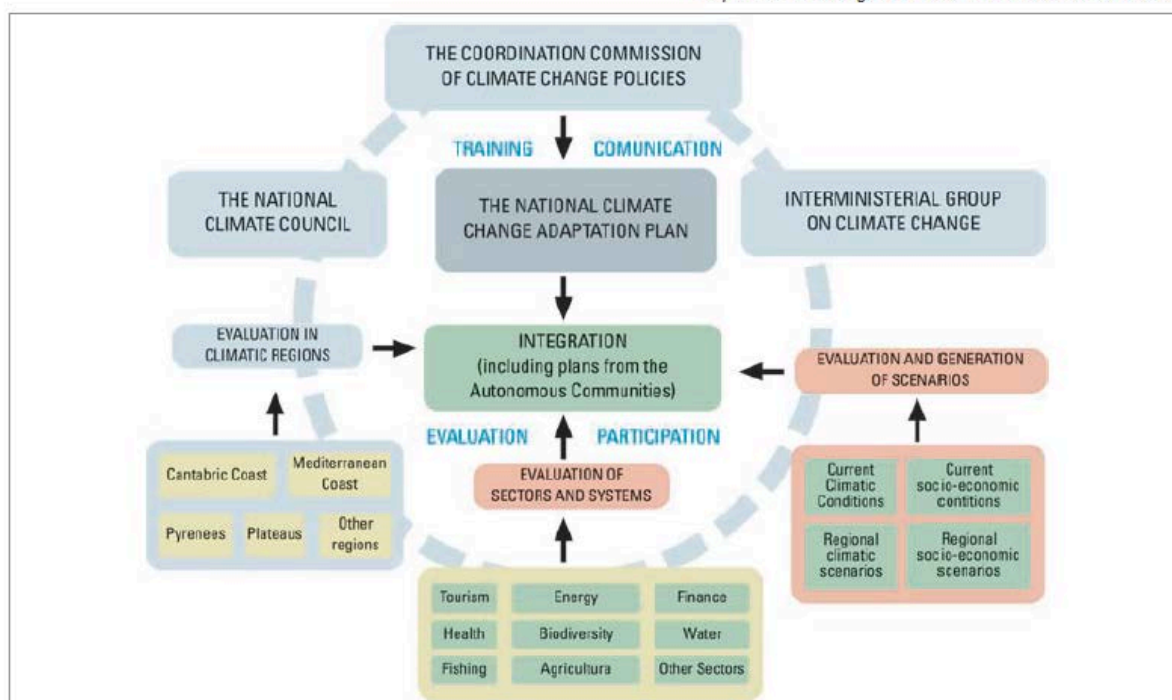 THE COORDINATION COMMISSION
OF CLIMATE CHANGE POLICIES
TRAINING
COMUNICATION
THE NATIONAL
CLIMATE COUNCIL
THE NATIONAL CLIMATE
CHANGE ADAPTATION PLAN
INTERMINISTERIAL GROUP
ON CLIMATE CHANGE
EVALUATION IN
CLIMATIC REGIONS
INTEGRATION
(including plans from the
Autonomous Communities)
EVALUATION AND GENERATION
OF SCENARIOS
EVALUATION
PARTICIPATION
EVALUATION OF
SECTORS AND SYSTEMS
Cantabric Coast
Mediterranean
Coast
Pyrenees
Plateaus
Other
regions
Current
Climatic
Conditions
Current
socio-economic
contitions
Regional
climatic
scenarios
Regional
socio-economic
scenarios
Tourism
Energy
Finance
Health
Biodiversity
Water
Fishing
Agricultura
Other Sectors